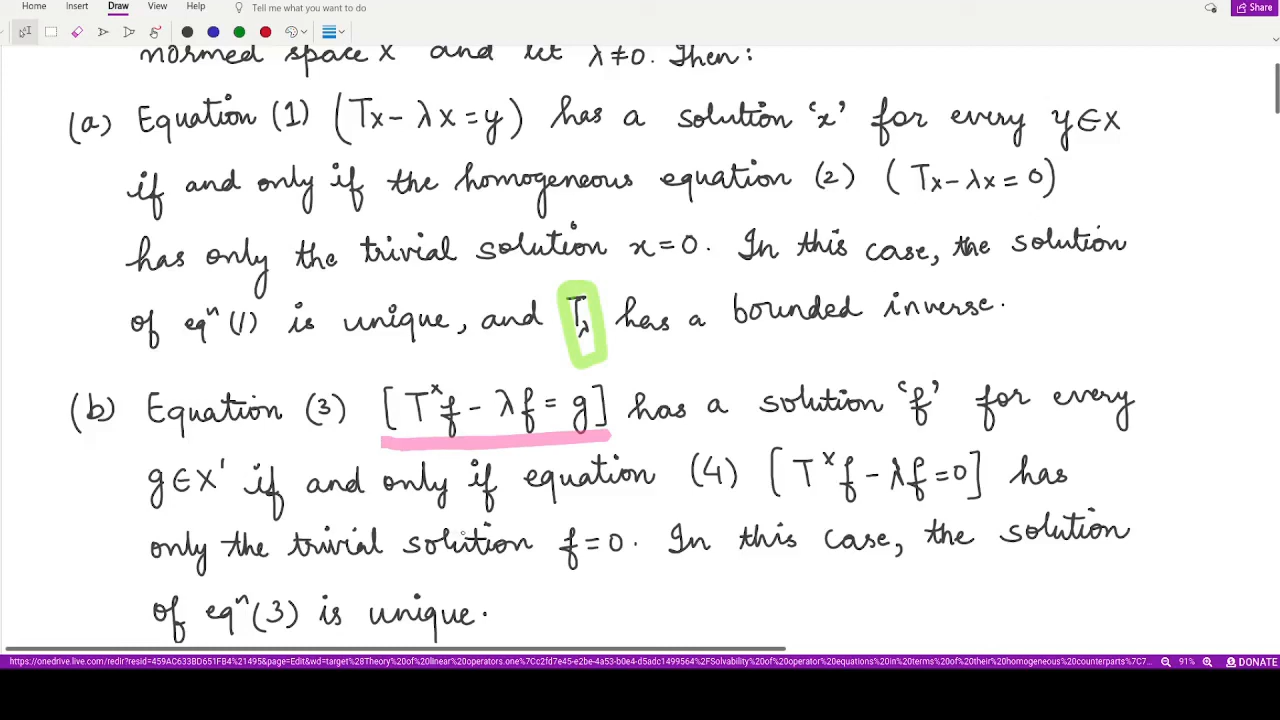 Home Insert Draw View Help Tell me what you want to do
Share
normed space X and let λ≠0. Then:
(a) Equation (1) (Tx - λx = y) has a solution 'x' for every y∈X
if and only if the homogeneous equation (2) (Tx - λx = 0)
has only the trivial solution x=0. In this case, the solution
of eqⁿ(1) is unique, and T_λ has a bounded inverse.
(b) Equation (3) [T^x f - λf = g] has a solution 'f' for every
g∈X' if and only if equation (4) [T^x f - λf = 0] has
only the trivial solution f=0. In this case, the solution
of eqⁿ(3) is unique.
91% DONATE